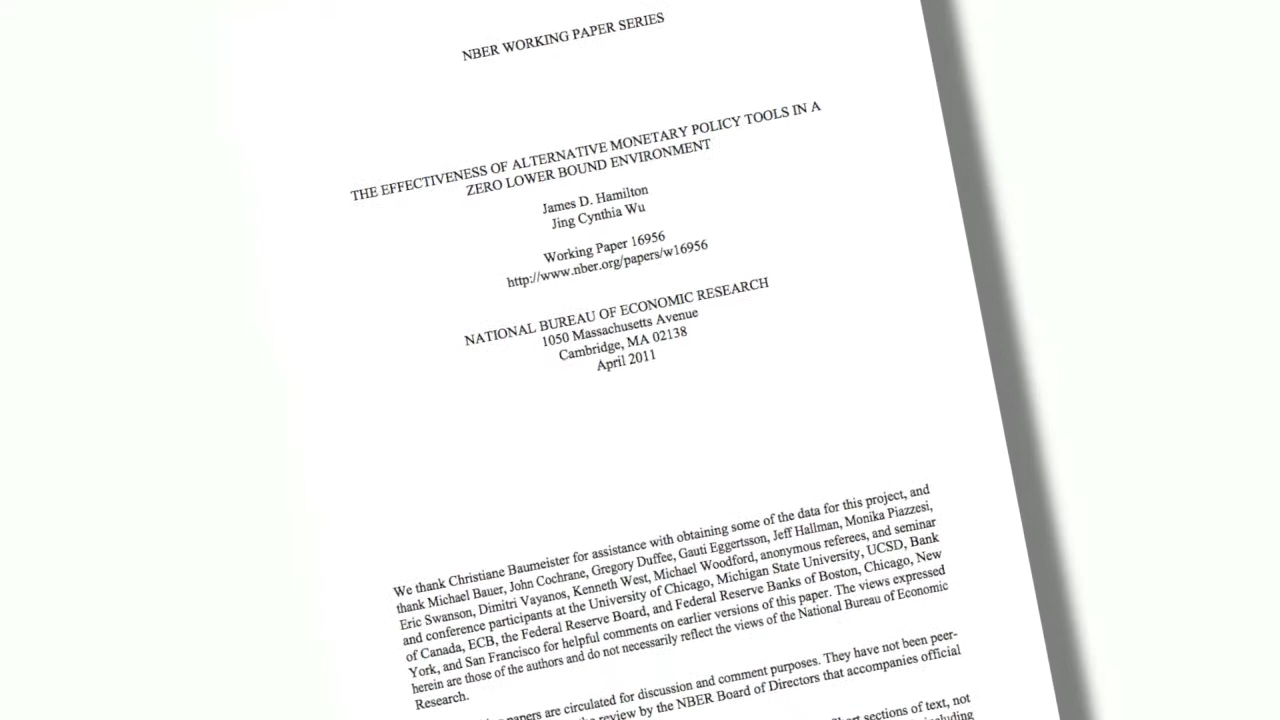 NBER WORKING PAPER SERIES
THE EFFECTIVENESS OF ALTERNATIVE MONETARY POLICY TOOLS IN A
ZERO LOWER BOUND ENVIRONMENT
James D. Hamilton
Jing Cynthia Wu
Working Paper 16956
http://www.nber.org/papers/w16956
NATIONAL BUREAU OF ECONOMIC RESEARCH
1050 Massachusetts Avenue
Cambridge, MA 02138
April 2011
We thank Christiane Baumeister for assistance with obtaining some of the data for this project, and
thank Michael Bauer, John Cochrane, Gregory Duffee, Gauti Eggertsson, Jeff Hallman, Monika Piazzesi,
Eric Swanson, Dimitri Vayanos, Kenneth West, Michael Woodford, anonymous referees, and seminar
and conference participants at the University of Chicago, Michigan State University, UCSD, Bank
of Canada, ECB, the Federal Reserve Board, and Federal Reserve Banks of Boston, Chicago, New
York, and San Francisco for helpful comments on earlier versions of this paper. The views expressed
herein are those of the authors and do not necessarily reflect the views of the National Bureau of Economic
Research.
papers are circulated for discussion and comment purposes. They have not been peer-
review by the NBER Board of Directors that accompanies official
sections of text, not
including